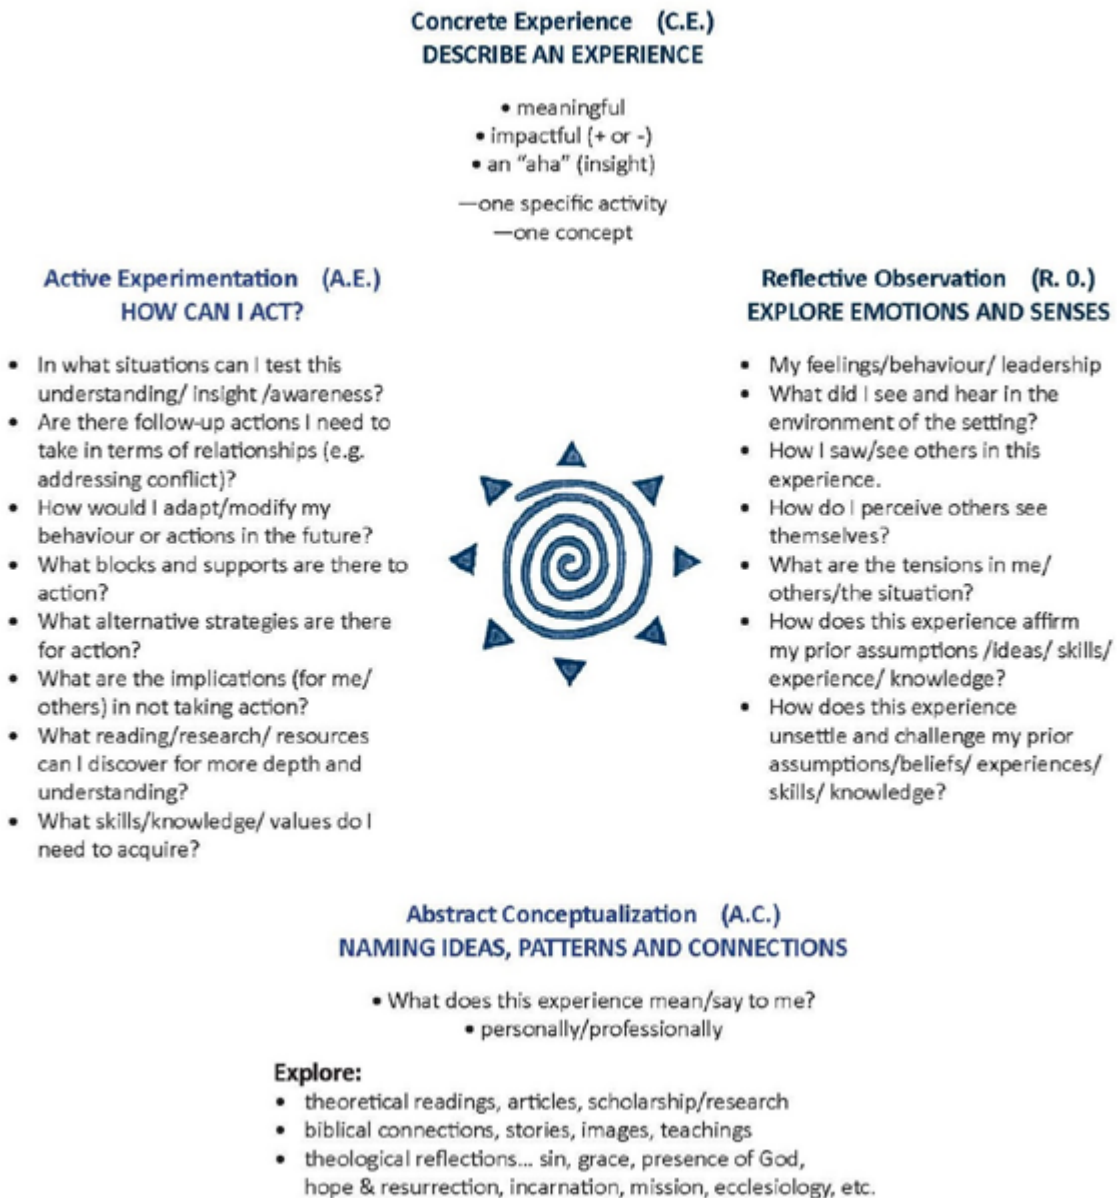 Concrete Experience (C.E.)
DESCRIBE AN EXPERIENCE
• meaningful
• impactful (+ or -)
• an “aha” (insight)
—one specific activity
—one concept
Active Experimentation (A.E.)
HOW CAN I ACT?
• In what situations can I test this
understanding/ insight /awareness?
• Are there follow-up actions I need to
take in terms of relationships (e.g.
addressing conflict)?
• How would I adapt/modify my
behaviour or actions in the future?
• What blocks and supports are there to
action?
• What alternative strategies are there
for action?
• What are the implications (for me/
others) in not taking action?
• What reading/research/ resources
can I discover for more depth and
understanding?
• What skills/knowledge/ values do I
need to acquire?
Reflective Observation (R. 0.)
EXPLORE EMOTIONS AND SENSES
• My feelings/behaviour/ leadership
• What did I see and hear in the
environment of the setting?
• How I saw/see others in this
experience.
• How do I perceive others see
themselves?
• What are the tensions in me/
others/the situation?
• How does this experience affirm
my prior assumptions /ideas/ skills/
experience/ knowledge?
• How does this experience
unsettle and challenge my prior
assumptions/beliefs/ experiences/
skills/ knowledge?
Abstract Conceptualization (A.C.)
NAMING IDEAS, PATTERNS AND CONNECTIONS
• What does this experience mean/say to me?
• personally/professionally
Explore:
• theoretical readings, articles, scholarship/research
• biblical connections, stories, images, teachings
• theological reflections... sin, grace, presence of God,
hope & resurrection, incarnation, mission, ecclesiology, etc.